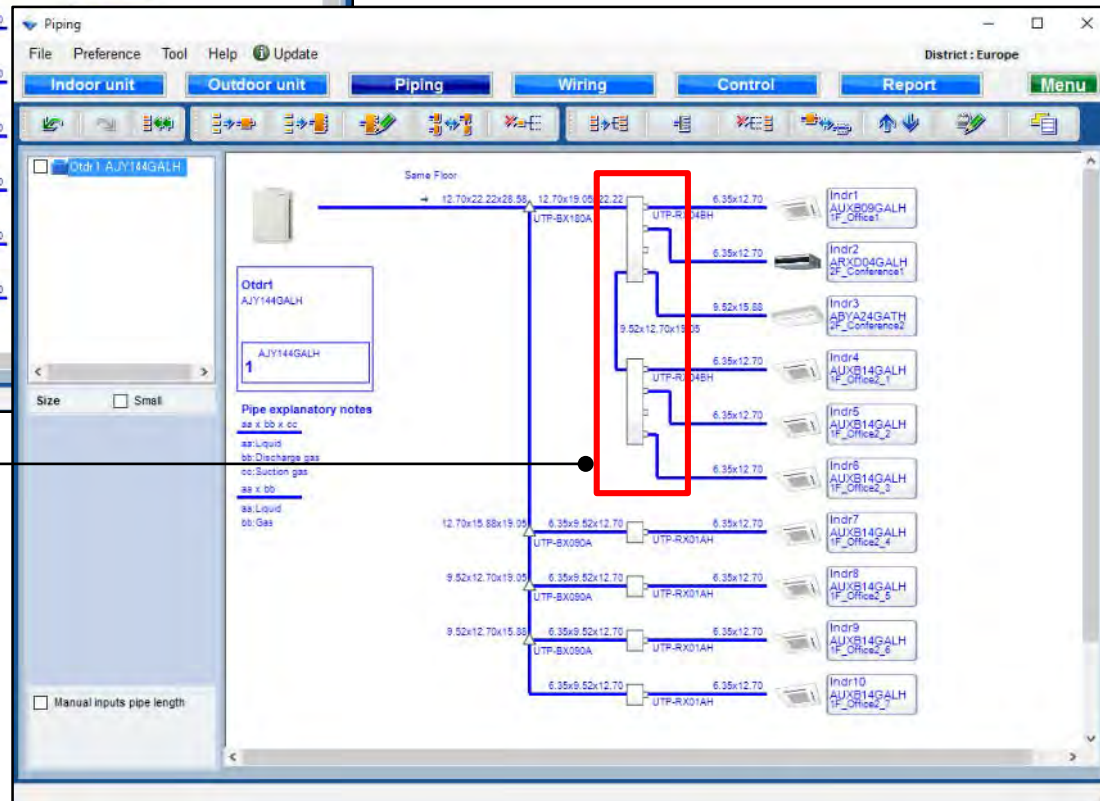 Piping
File Preference Tool Help Update
District : Europe
Indoor unit Outdoor unit Piping Wiring Control Report Menu
Otdr1 AJY144GALH
Size Small
Manual inputs pipe length
Same Floor
12.70x22.22x28.58
12.70x19.05x22.22
UTP-BX180A
6.35x12.70
Indr1
AUXB09GALH
1F_Office1
6.35x12.70
Indr2
ARXD04GALH
2F_Conference1
9.52x15.88
Indr3
ABYA24GATH
2F_Conference2
9.52x12.70x19.05
Otdr1
AJY144GALH
AJY144GALH
1
6.35x12.70
Indr4
AUXB14GALH
1F_Office2_1
6.35x12.70
Indr5
AUXB14GALH
1F_Office2_2
6.35x12.70
Indr6
AUXB14GALH
1F_Office2_3
Pipe explanatory notes
aa x bb x cc
aa:Liquid
bb:Discharge gas
cc:Suction gas
aa x bb
aa:Liquid
bb:Gas
12.70x15.88x19.05
6.35x9.52x12.70
UTP-BX090A
UTP-RX01AH
6.35x12.70
Indr7
AUXB14GALH
1F_Office2_4
9.52x12.70x19.05
6.35x9.52x12.70
UTP-BX090A
UTP-RX01AH
6.35x12.70
Indr8
AUXB14GALH
1F_Office2_5
9.52x12.70x15.88
6.35x9.52x12.70
UTP-BX090A
UTP-RX01AH
6.35x12.70
Indr9
AUXB14GALH
1F_Office2_6
6.35x9.52x12.70
UTP-RX01AH
6.35x12.70
Indr10
AUXB14GALH
1F_Office2_7